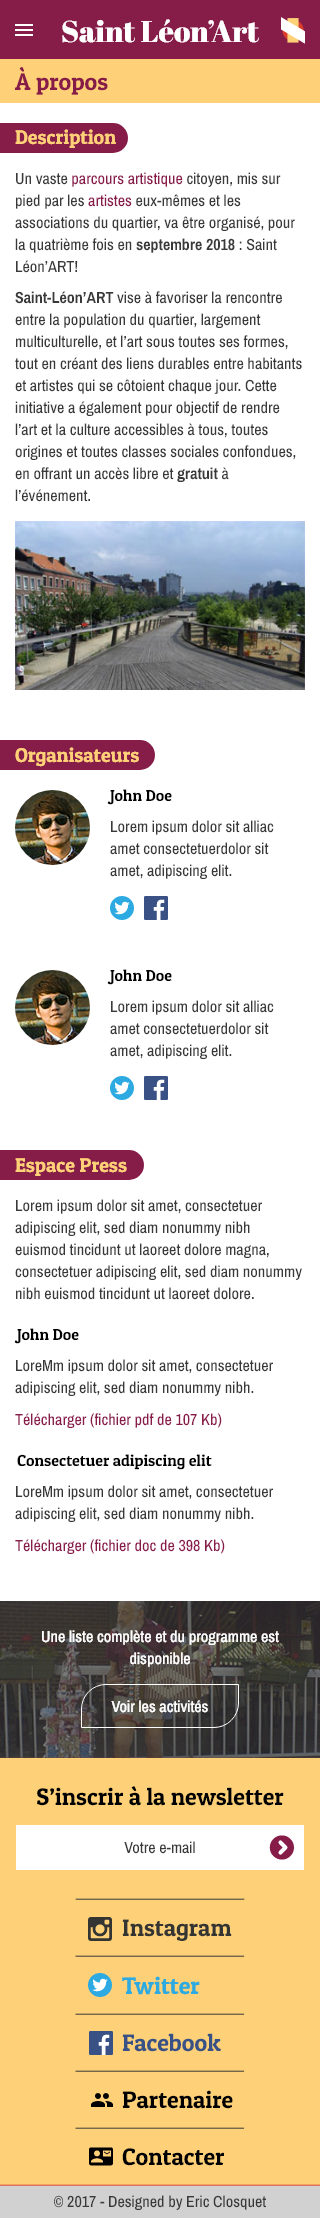 Saint Léon’Art
À propos
Description
Un vaste parcours artistique citoyen, mis sur
pied par les artistes eux-mêmes et les
associations du quartier, va être organisé, pour
la quatrième fois en septembre 2018 : Saint
Léon’ART!
Saint-Léon’ART vise à favoriser la rencontre
entre la population du quartier, largement
multiculturelle, et l’art sous toutes ses formes,
tout en créant des liens durables entre habitants
et artistes qui se côtoient chaque jour. Cette
initiative a également pour objectif de rendre
l’art et la culture accessibles à tous, toutes
origines et toutes classes sociales confondues,
en offrant un accès libre et gratuit à
l’événement.
Organisateurs
John Doe
Lorem ipsum dolor sit alliac
amet consectetuerdolor sit
amet, adipiscing elit.
John Doe
Lorem ipsum dolor sit alliac
amet consectetuerdolor sit
amet, adipiscing elit.
Espace Press
Lorem ipsum dolor sit amet, consectetuer
adipiscing elit, sed diam nonummy nibh
euismod tincidunt ut laoreet dolore magna,
consectetuer adipiscing elit, sed diam nonummy
nibh euismod tincidunt ut laoreet dolore.
John Doe
LoreMm ipsum dolor sit amet, consectetuer
adipiscing elit, sed diam nonummy nibh.
Télécharger (fichier pdf de 107 Kb)
Consectetuer adipiscing elit
LoreMm ipsum dolor sit amet, consectetuer
adipiscing elit, sed diam nonummy nibh.
Télécharger (fichier doc de 398 Kb)
Une liste complète et du programme est
disponible
Voir les activités
S’inscrir à la newsletter
Votre e-mail
Instagram
Twitter
Facebook
Partenaire
Contacter
© 2017 - Designed by Eric Closquet